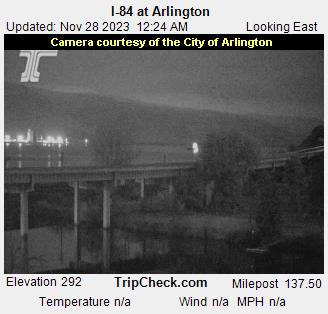 I-84 at Arlington
Updated: Nov 28 2023 12:24 AM Looking East
Camera courtesy of the City of Arlington
Elevation 292 TripCheck.com Milepost 137.50
Temperature n/a Wind n/a MPH n/a